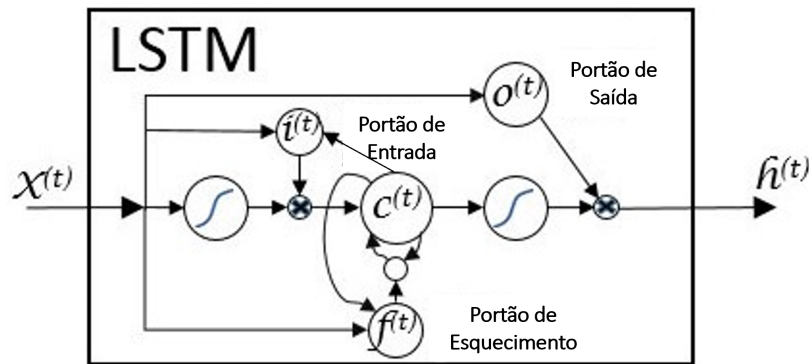 LSTM
Portão de
Saída
o^(t)
i^(t)
Portão de
Entrada
x^(t)
c^(t)
h^(t)
f^(t)
Portão de
Esquecimento